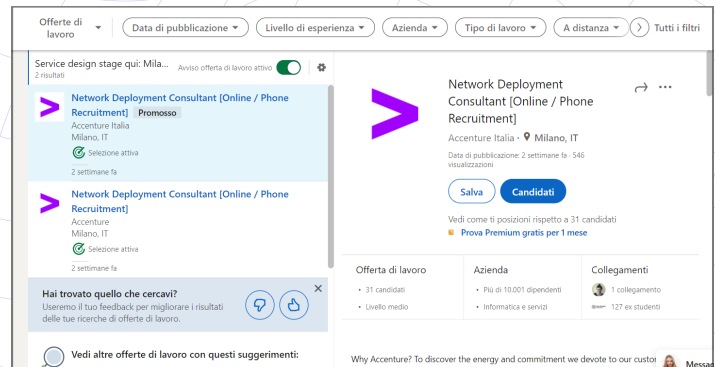 Offerte di
lavoro
Data di pubblicazione
Livello di esperienza
Azienda
Tipo di lavoro
A distanza
Tutti i filtri
Service design stage qui: Mila...
2 risultati
Avviso offerta di lavoro attivo
Network Deployment Consultant [Online / Phone
Recruitment] Promosso
Accenture Italia
Milano, IT
Selezione attiva
2 settimane fa
Network Deployment Consultant [Online / Phone
Recruitment]
Accenture
Milano, IT
Selezione attiva
2 settimane fa
Hai trovato quello che cercavi?
Useremo il tuo feedback per migliorare i risultati
delle tue ricerche di offerte di lavoro.
Vedi altre offerte di lavoro con questi suggerimenti:
Network Deployment
Consultant [Online / Phone
Recruitment]
Accenture Italia · Milano, IT
Data di pubblicazione: 2 settimane fa · 546
visualizzazioni
Salva
Candidati
Vedi come ti posizioni rispetto a 31 candidati
Prova Premium gratis per 1 mese
Offerta di lavoro
• 31 candidati
• Livello medio
Azienda
• Più di 10.001 dipendenti
• Informatica e servizi
Collegamenti
1 collegamento
127 ex studenti
Why Accenture? To discover the energy and commitment we devote to our custor
Messag